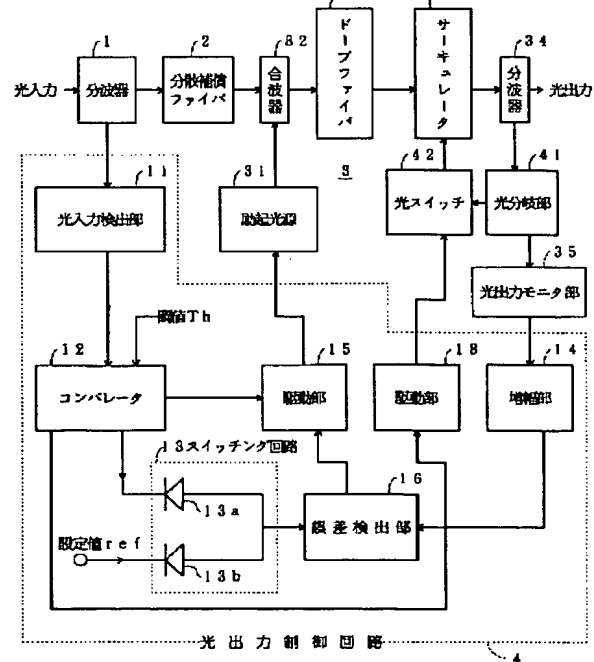 1
2
32
34
光入力
分波器
分散補償
ファイバ
合波器
ドープファイバ
サーキュレータ
分波器
光出力
11
31
3
42
41
光入力検出部
励起光源
光スイッチ
光分岐部
35
光出力モニタ部
閾値Th
12
15
18
14
コンパレータ
駆動部
駆動部
増幅部
13スイッチング回路
13a
16
設定値ref
誤差検出部
13b
光出力制御回路
4